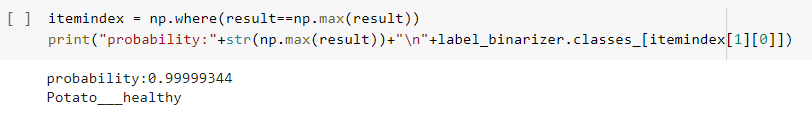 [ ] itemindex = np.where(result==np.max(result))
print("probability:"+str(np.max(result))+"\n"+label_binarizer.classes_[itemindex[1][0]])
probability:0.99999344
Potato___healthy